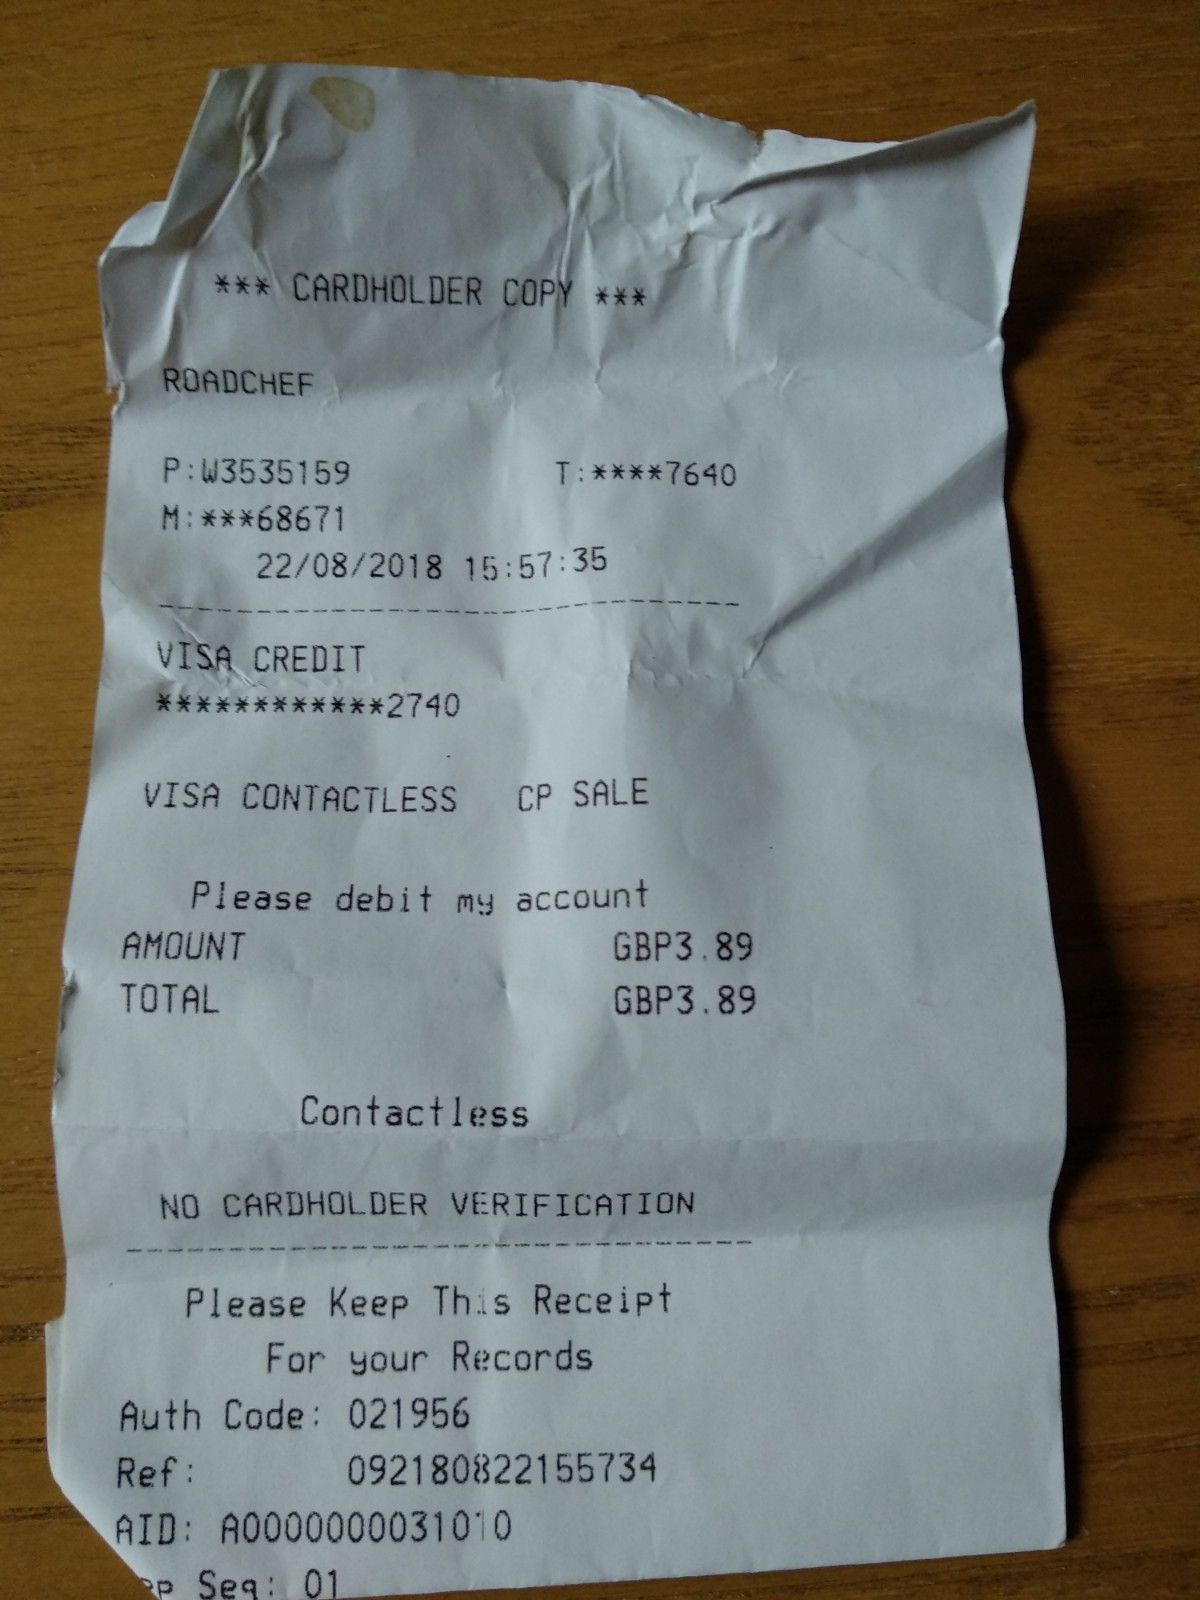 *** CARDHOLDER COPY ***
ROADCHEF
P:W3535159 T:****7640
M:***68671
22/08/2018 15:57:35
--------------------------------
VISA CREDIT
************2740
VISA CONTACTLESS CP SALE
Please debit my account
AMOUNT GBP3.89
TOTAL GBP3.89
Contactless
NO CARDHOLDER VERIFICATION
--------------------------------
Please Keep This Receipt
For your Records
Auth Code: 021956
Ref: 092180822155734
AID: A0000000031010
Seq: 01